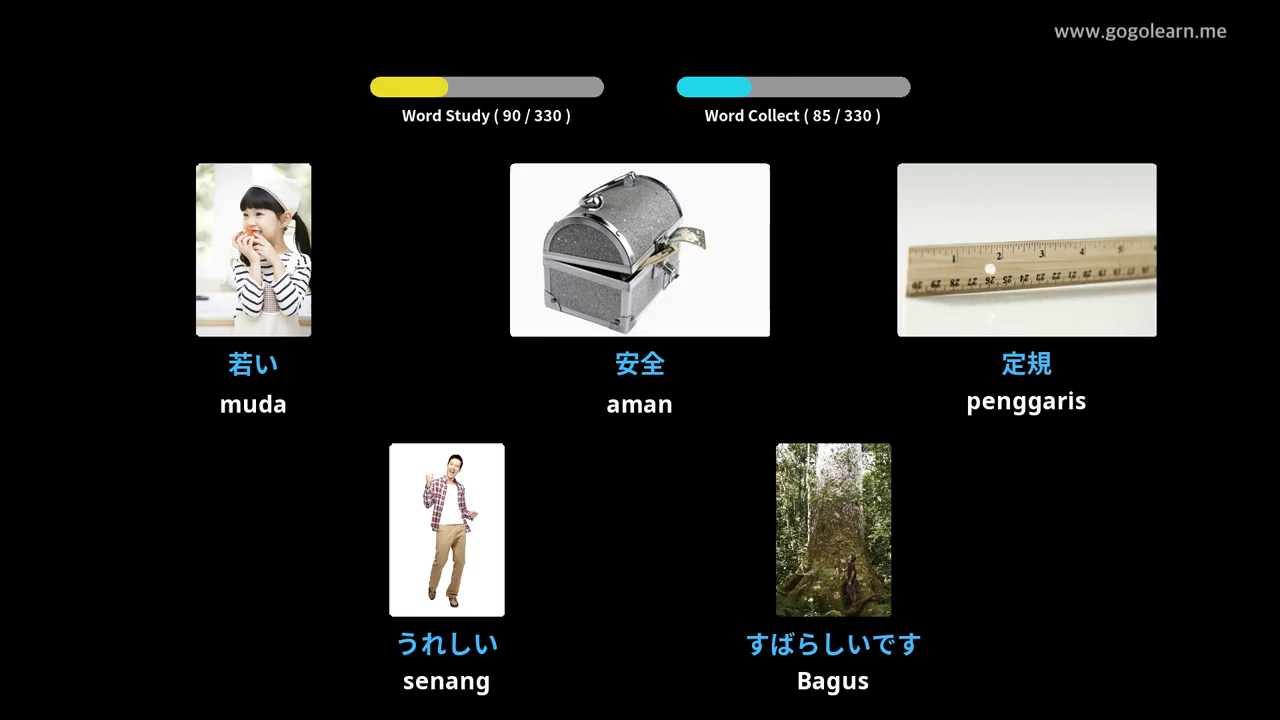 www.gogolearn.me
Word Study ( 90 / 330 )
Word Collect ( 85 / 330 )
若い
muda
安全
aman
定規
penggaris
うれしい
senang
すばらしいです
Bagus